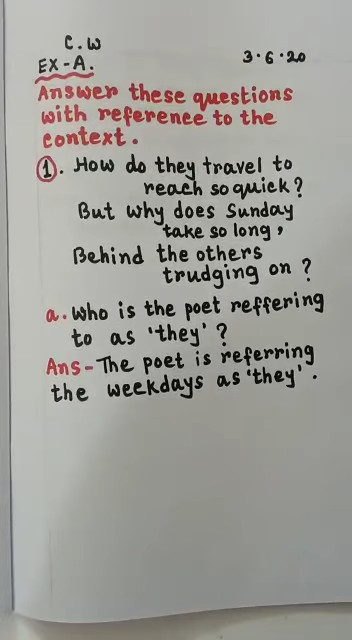 C.W
EX-A. 3.6.20
Answer these questions
with reference to the
context.
1. How do they travel to
reach so quick?
But why does Sunday
take so long,
Behind the others
trudging on?
a. Who is the poet reffering
to as 'they'?
Ans- The poet is referring
the weekdays as 'they'.